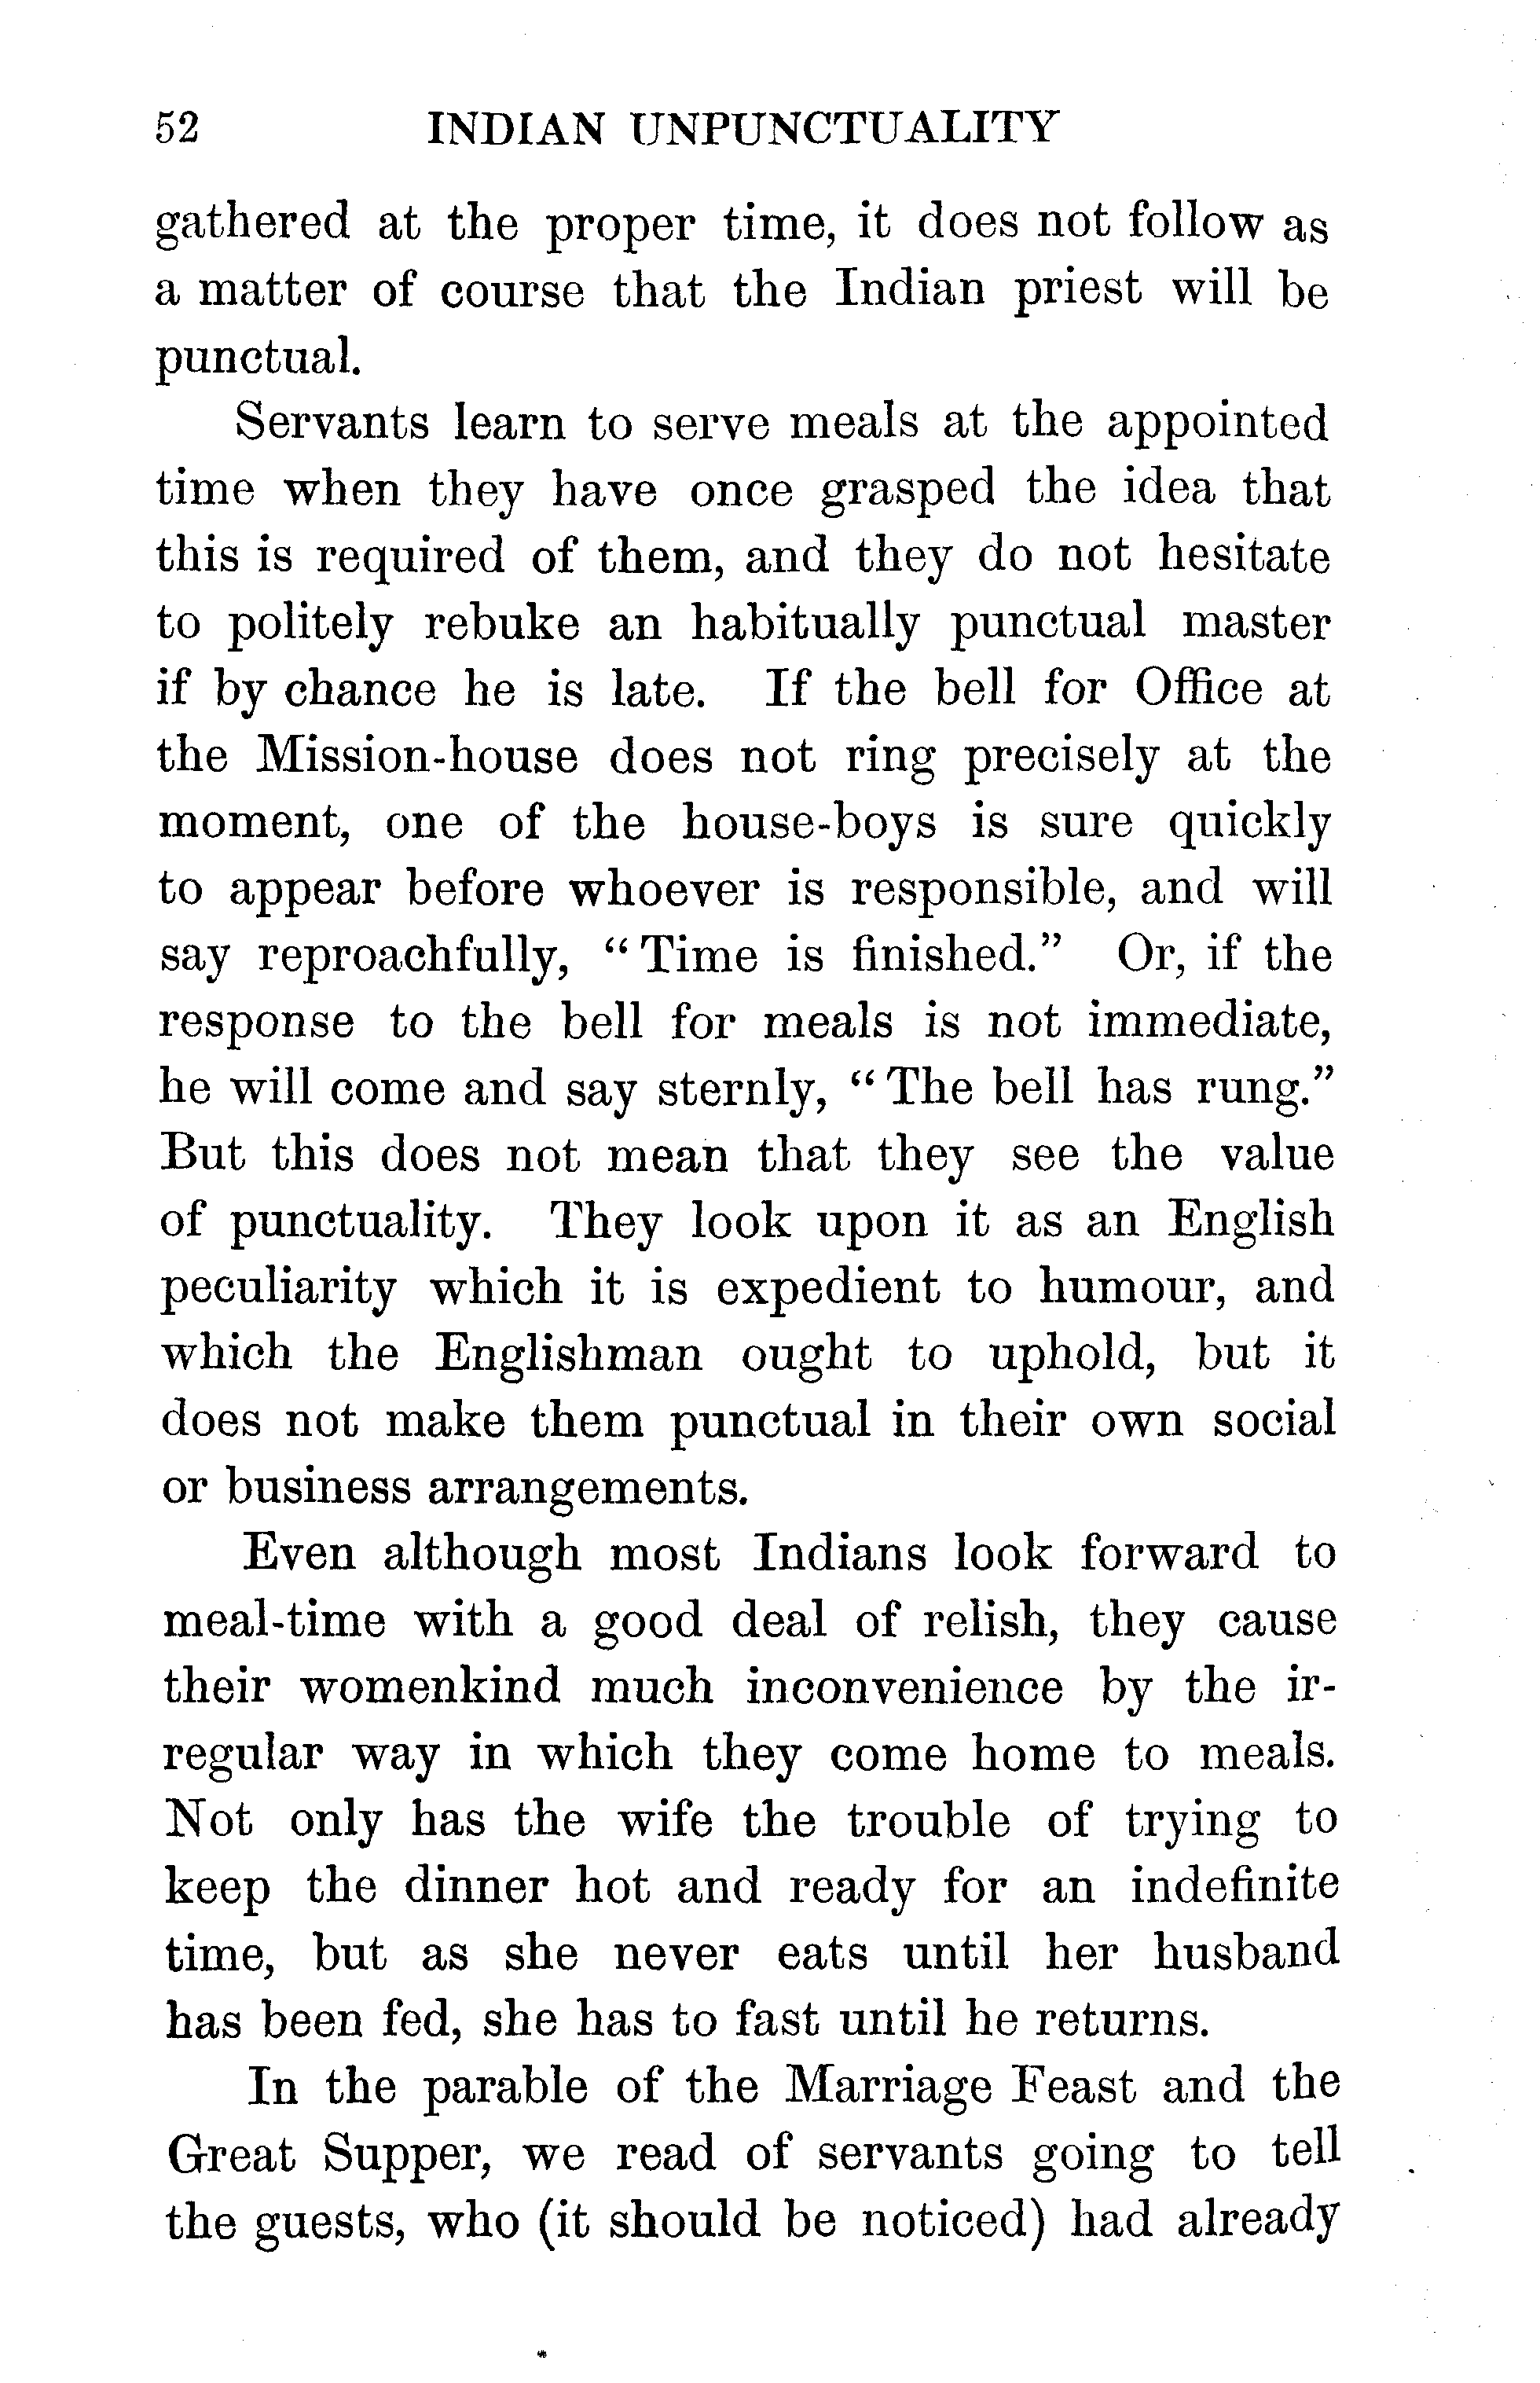 52 INDIAN UNPUNCTUALITY
gathered at the proper time, it does not follow as
a matter of course that the Indian priest will be
punctual.
Servants learn to serve meals at the appointed
time when they have once grasped the idea that
this is required of them, and they do not hesitate
to politely rebuke an habitually punctual master
if by chance he is late. If the bell for Office at
the Mission-house does not ring precisely at the
moment, one of the house-boys is sure quickly
to appear before whoever is responsible, and will
say reproachfully, “Time is finished.” Or, if the
response to the bell for meals is not immediate,
he will come and say sternly, “The bell has rung.”
But this does not mean that they see the value
of punctuality. They look upon it as an English
peculiarity which it is expedient to humour, and
which the Englishman ought to uphold, but it
does not make them punctual in their own social
or business arrangements.
Even although most Indians look forward to
meal-time with a good deal of relish, they cause
their womenkind much inconvenience by the ir-
regular way in which they come home to meals.
Not only has the wife the trouble of trying to
keep the dinner hot and ready for an indefinite
time, but as she never eats until her husband
has been fed, she has to fast until he returns.
In the parable of the Marriage Feast and the
Great Supper, we read of servants going to tell
the guests, who (it should be noticed) had already